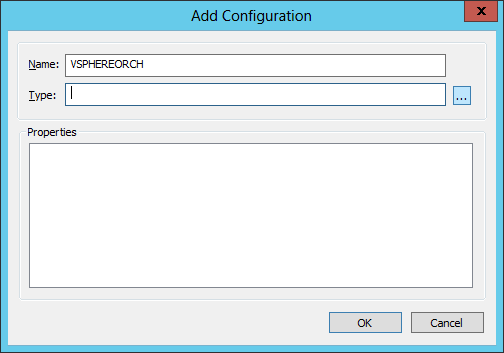 Add Configuration
x
Name: VSPHEREORCH
Type:
...
Properties
OK Cancel